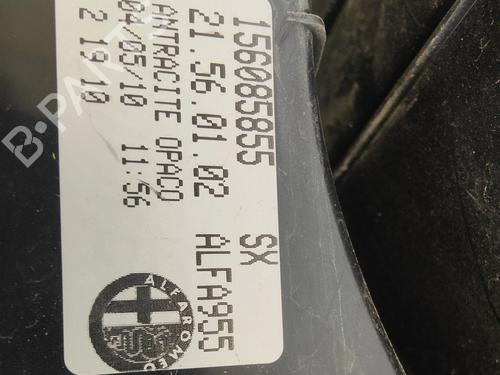 156085855 SX
21.56.01.02 ALFA955
ANTRACITE OPACO
04/05/10 11:56
2 19 10
ALFA ROMEO
B-PARTS